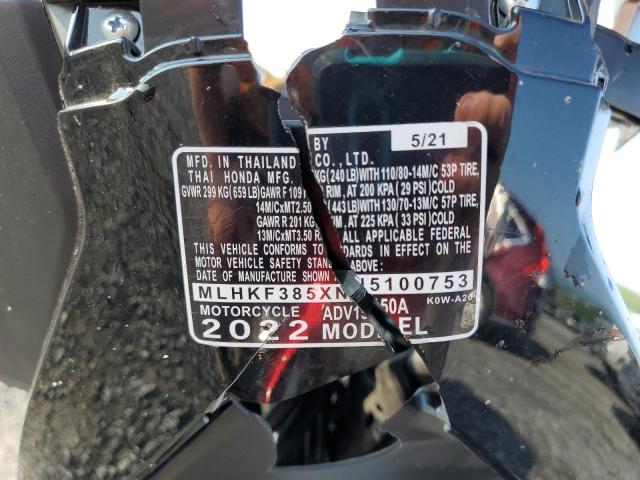 BY 5/21
MFD. IN THAILAND
THAI HONDA MFG. CO., LTD.
GVWR 299 KG(659 LB)GAWR F 109 KG(240 LB)WITH 110/80-14M/C 53P TIRE,
14M/CxMT2.50 RIM, AT 200 KPA (29 PSI)COLD
GAWR R 201 KG (443 LB)WITH 130/70-13M/C 57P TIRE,
13M/CxMT3.50 RIM, AT 225 KPA (33 PSI)COLD
THIS VEHICLE CONFORMS TO ALL APPLICABLE FEDERAL
MOTOR VEHICLE SAFETY STANDARDS IN EFFECT ON THE
DATE OF MANUFACTURE SHOWN ABOVE.
MLHKF385XN 5100753
MOTORCYCLE ADV150A K0W-A20
2022 MODEL